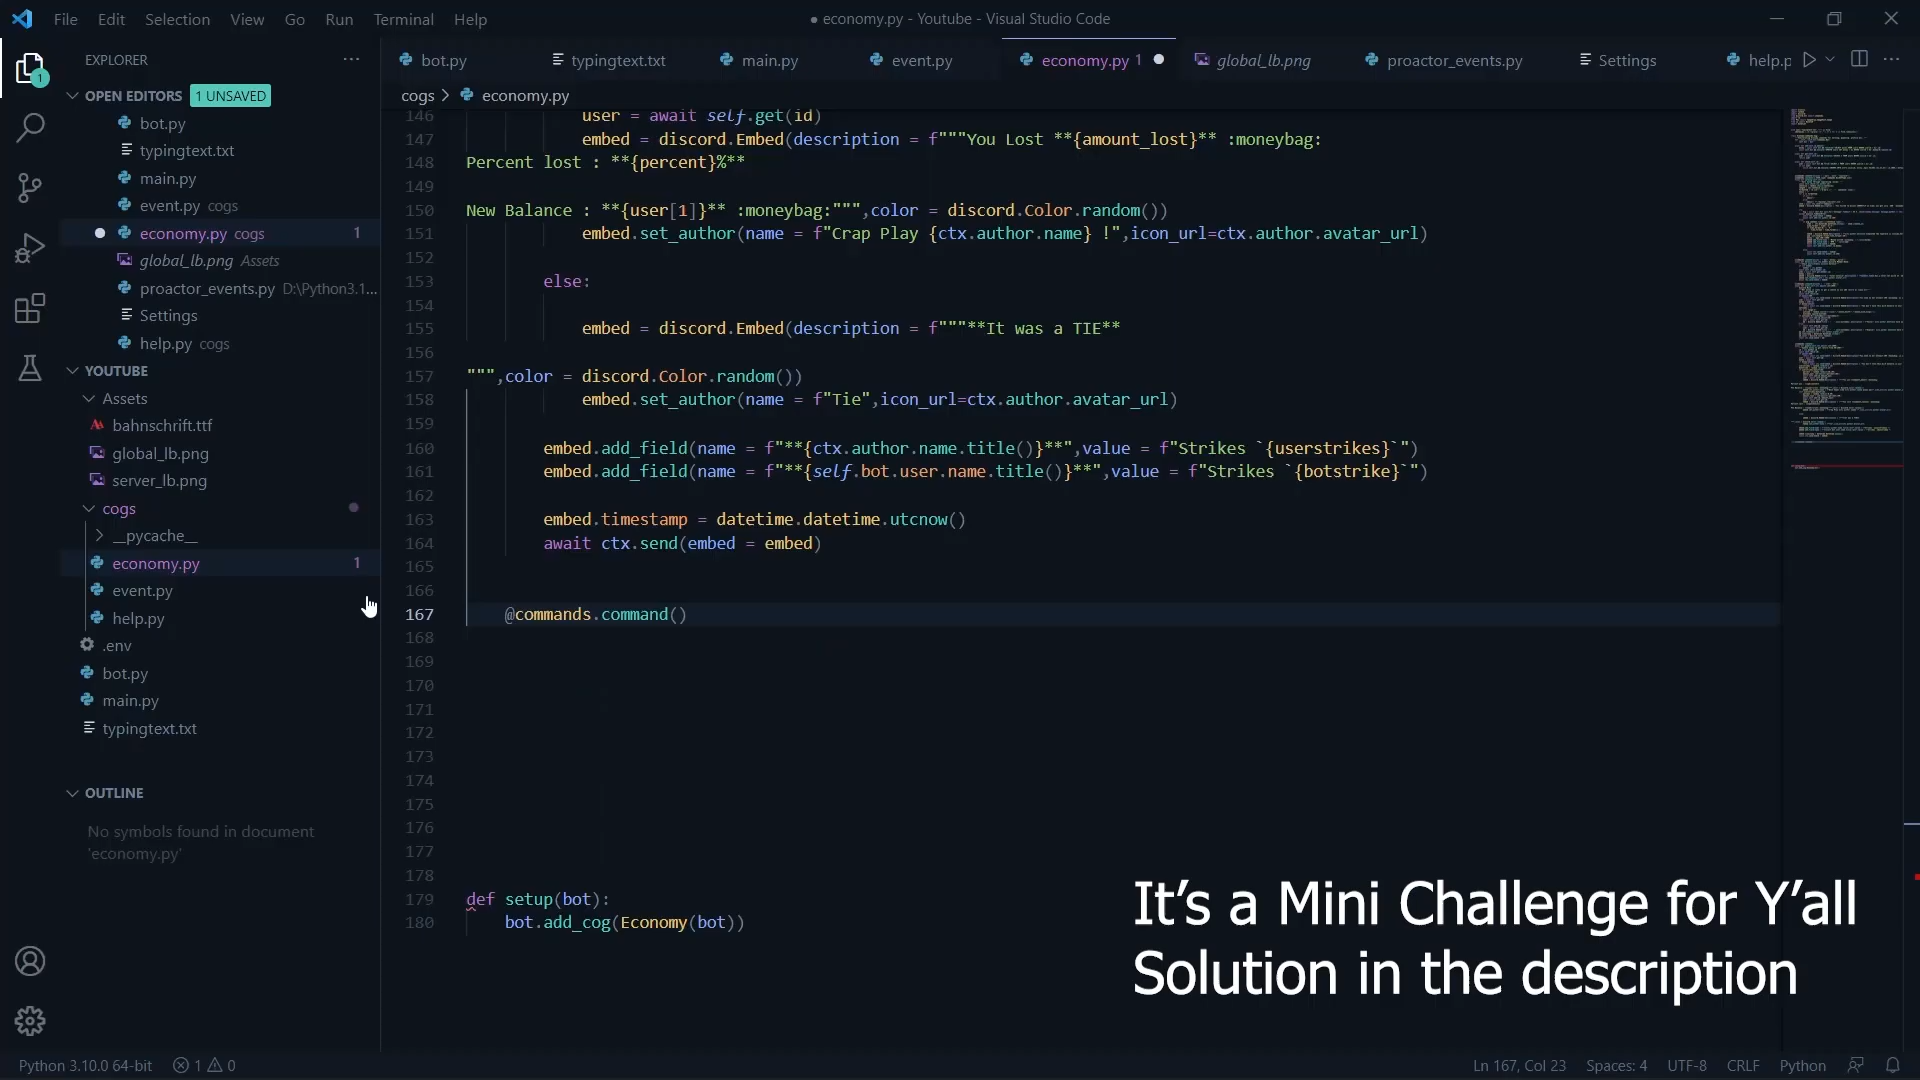 File Edit Selection View Go Run Terminal Help
● economy.py - Youtube - Visual Studio Code
EXPLORER
OPEN EDITORS 1 UNSAVED
bot.py
typingtext.txt
main.py
event.py cogs
economy.py cogs 1
global_lb.png Assets
proactor_events.py D:\Python3.1...
Settings
help.py cogs
YOUTUBE
Assets
bahnschrift.ttf
global_lb.png
server_lb.png
cogs
__pycache__
economy.py 1
event.py
help.py
.env
bot.py
main.py
typingtext.txt
OUTLINE
No symbols found in document
'economy.py'
bot.py typingtext.txt main.py event.py economy.py 1 global_lb.png proactor_events.py Settings help.p
cogs > economy.py
146 user = await self.get(id)
147 embed = discord.Embed(description = f"""You Lost **{amount_lost}** :moneybag:
148 Percent lost : **{percent}%**
149
150 New Balance : **{user[1]}** :moneybag:""",color = discord.Color.random())
151 embed.set_author(name = f"Crap Play {ctx.author.name} !",icon_url=ctx.author.avatar_url)
152
153 else:
154
155 embed = discord.Embed(description = f"""**It was a TIE**
156
157 """,color = discord.Color.random())
158 embed.set_author(name = f"Tie",icon_url=ctx.author.avatar_url)
159
160 embed.add_field(name = f"**{ctx.author.name.title()}**",value = f"Strikes `{userstrikes}`")
161 embed.add_field(name = f"**{self.bot.user.name.title()}**",value = f"Strikes `{botstrike}`")
162
163 embed.timestamp = datetime.datetime.utcnow()
164 await ctx.send(embed = embed)
165
166
167 @commands.command()
168
169
170
171
172
173
174
175
176
177
178
179 def setup(bot):
180 bot.add_cog(Economy(bot))
It's a Mini Challenge for Y'all
Solution in the description
Python 3.10.0 64-bit 1 0 Ln 167, Col 23 Spaces: 4 UTF-8 CRLF Python